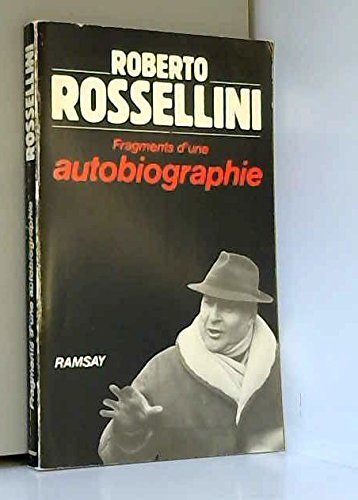 ROBERTO
ROSSELLINI
Fragments d'une
autobiographie
RAMSAY
ROSSELLINI
Fragments d'une autobiographie